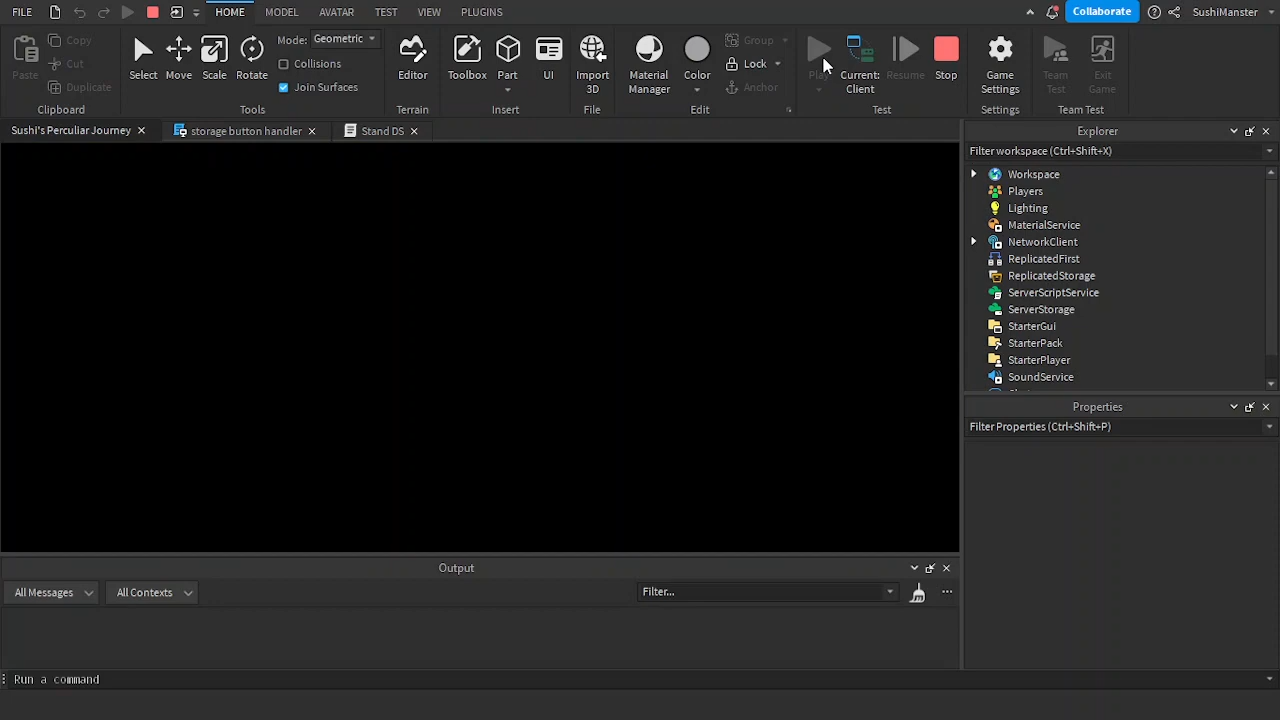 FILE HOME MODEL AVATAR TEST VIEW PLUGINS Collaborate SushiManster
Paste Copy Cut Duplicate Select Move Scale Rotate Mode: Geometric Collisions Join Surfaces Editor Toolbox Part UI Import 3D Material Manager Color Group Lock Anchor Play Current: Client Resume Stop Game Settings Team Test Exit Game
Clipboard Tools Terrain Insert File Edit Test Settings Team Test
Sushi's Perculiar Journey storage button handler Stand DS
Explorer
Filter workspace (Ctrl+Shift+X)
Workspace
Players
Lighting
MaterialService
NetworkClient
ReplicatedFirst
ReplicatedStorage
ServerScriptService
ServerStorage
StarterGui
StarterPack
StarterPlayer
SoundService
Properties
Filter Properties (Ctrl+Shift+P)
Output
All Messages All Contexts Filter...
Run a command